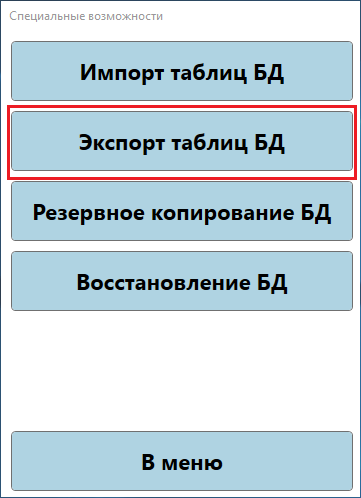 Специальные возможности
Импорт таблиц БД
Экспорт таблиц БД
Резервное копирование БД
Восстановление БД
В меню